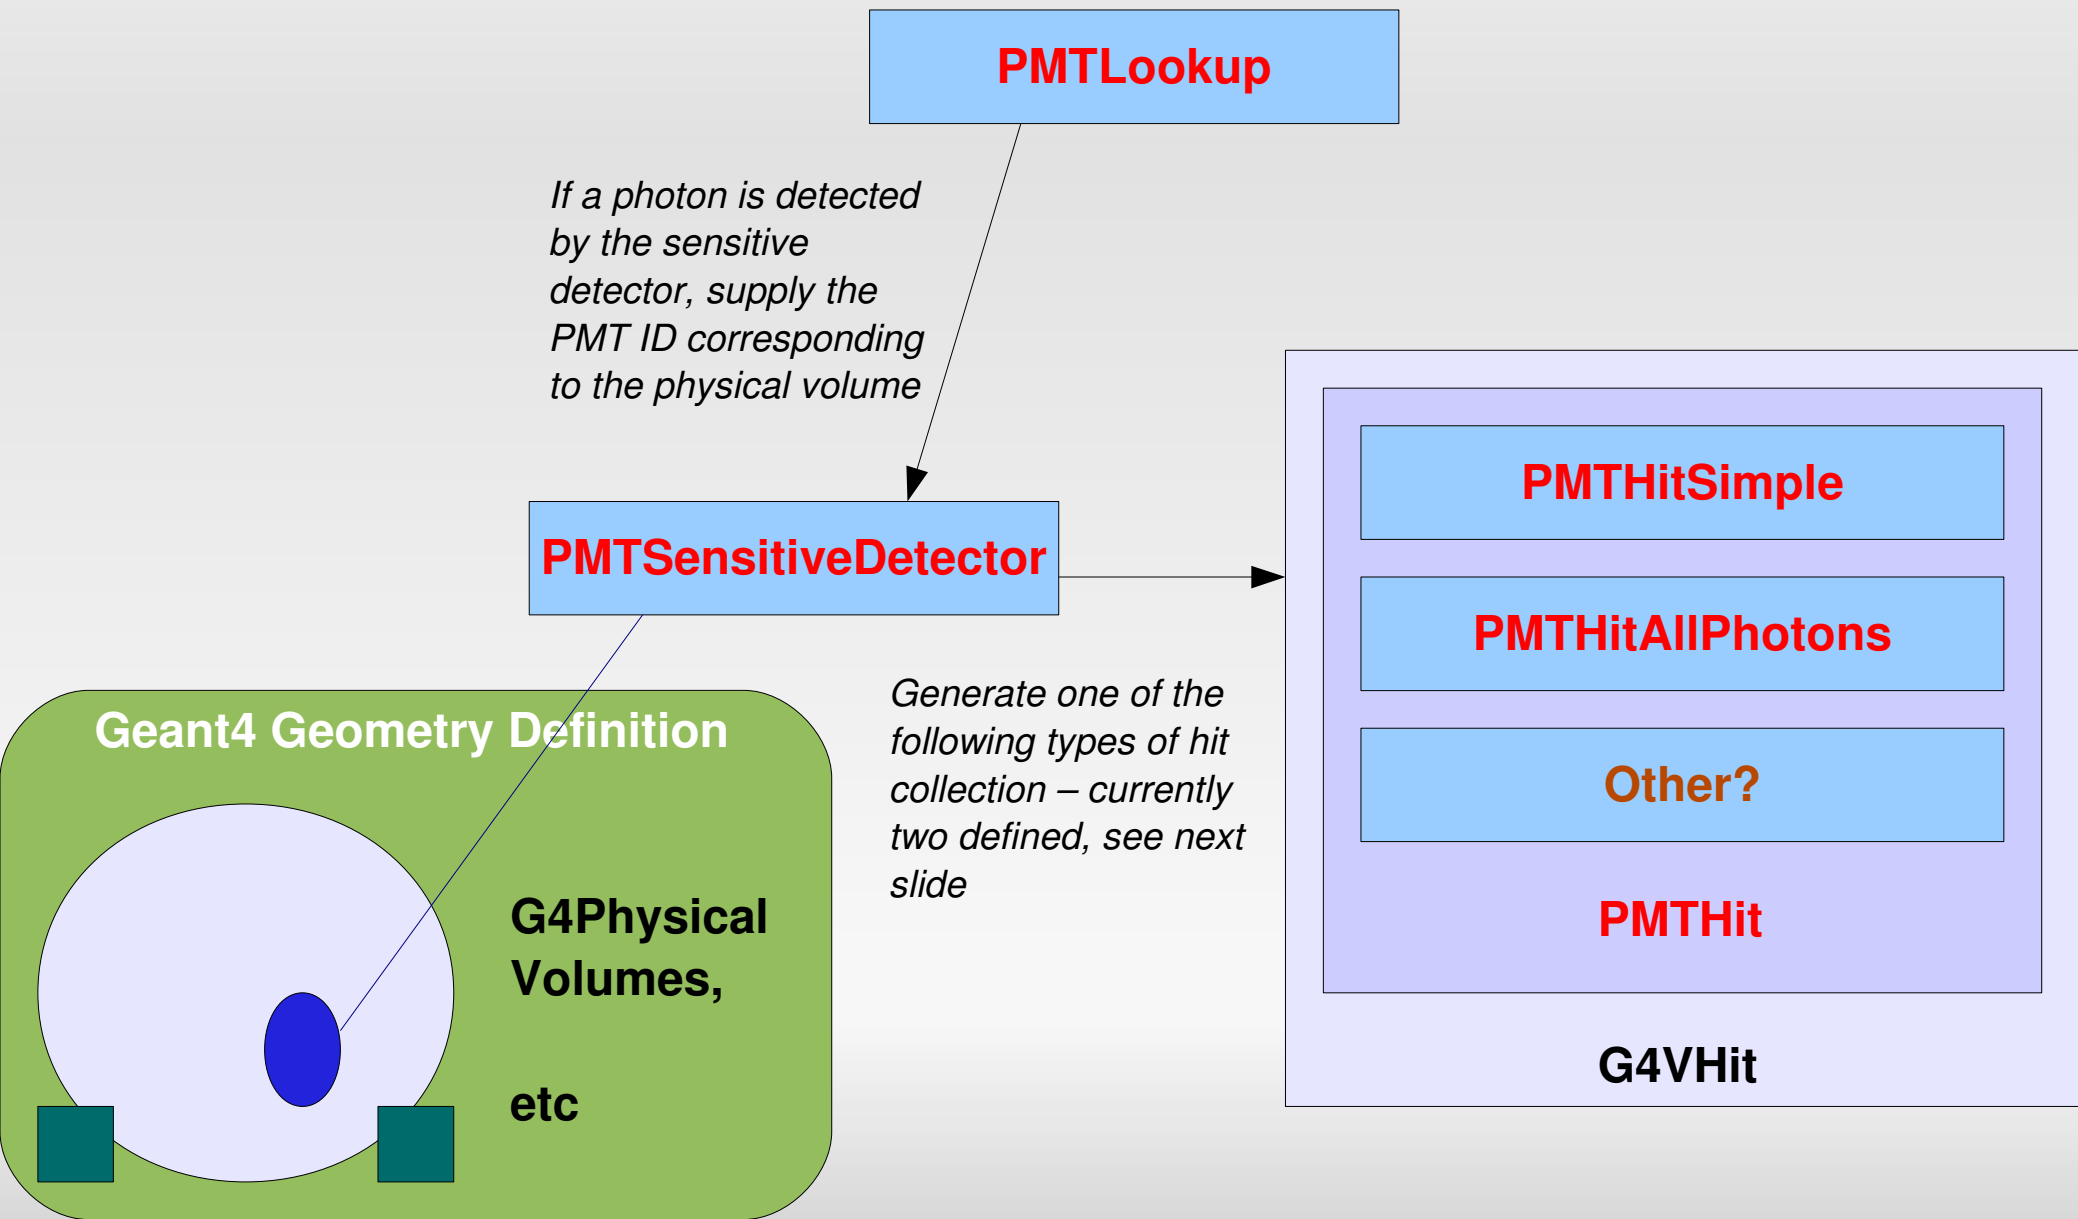 PMTLookup
If a photon is detected
by the sensitive
detector, supply the
PMT ID corresponding
to the physical volume
PMTSensitiveDetector
PMTHitSimple
PMTHitAllPhotons
Other?
PMTHit
G4VHit
Generate one of the
following types of hit
collection – currently
two defined, see next
slide
Geant4 Geometry Definition
G4Physical
Volumes,
etc